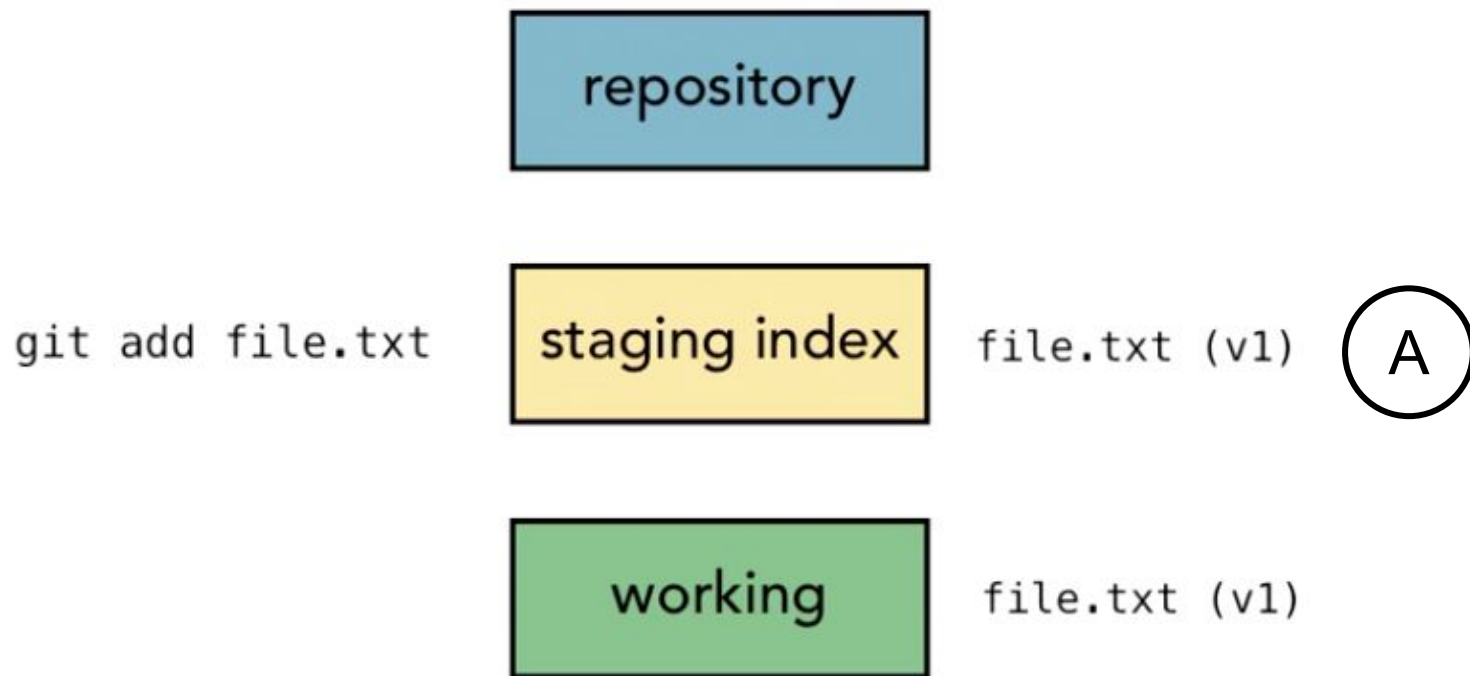 repository
git add file.txt
staging index
file.txt (v1)
A
working
file.txt (v1)